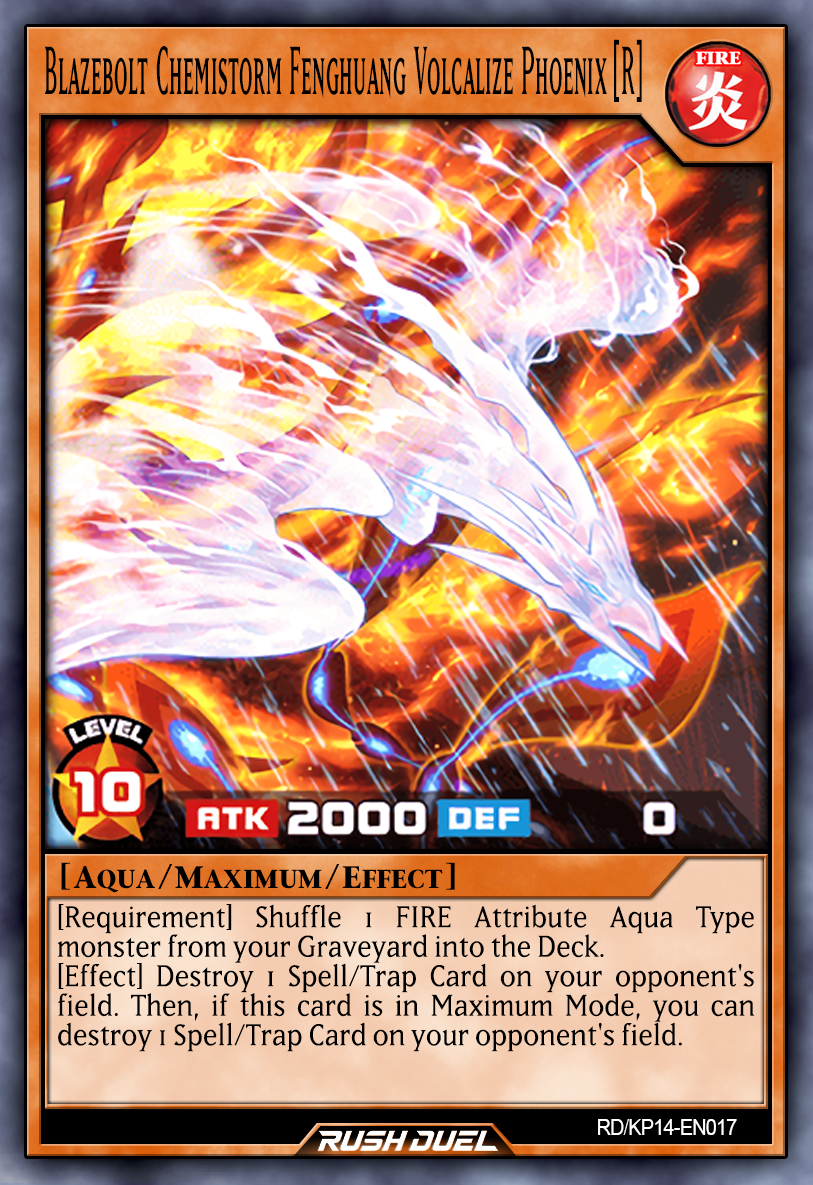 Blazebolt Chemistorm Fenghuang Volcalize Phoenix [R]
FIRE
炎
LEVEL
10
ATK 2000 DEF 0
[Aqua/Maximum/Effect]
[Requirement] Shuffle 1 FIRE Attribute Aqua Type
monster from your Graveyard into the Deck.
[Effect] Destroy 1 Spell/Trap Card on your opponent's
field. Then, if this card is in Maximum Mode, you can
destroy 1 Spell/Trap Card on your opponent's field.
RD/KP14-EN017
RUSH DUEL